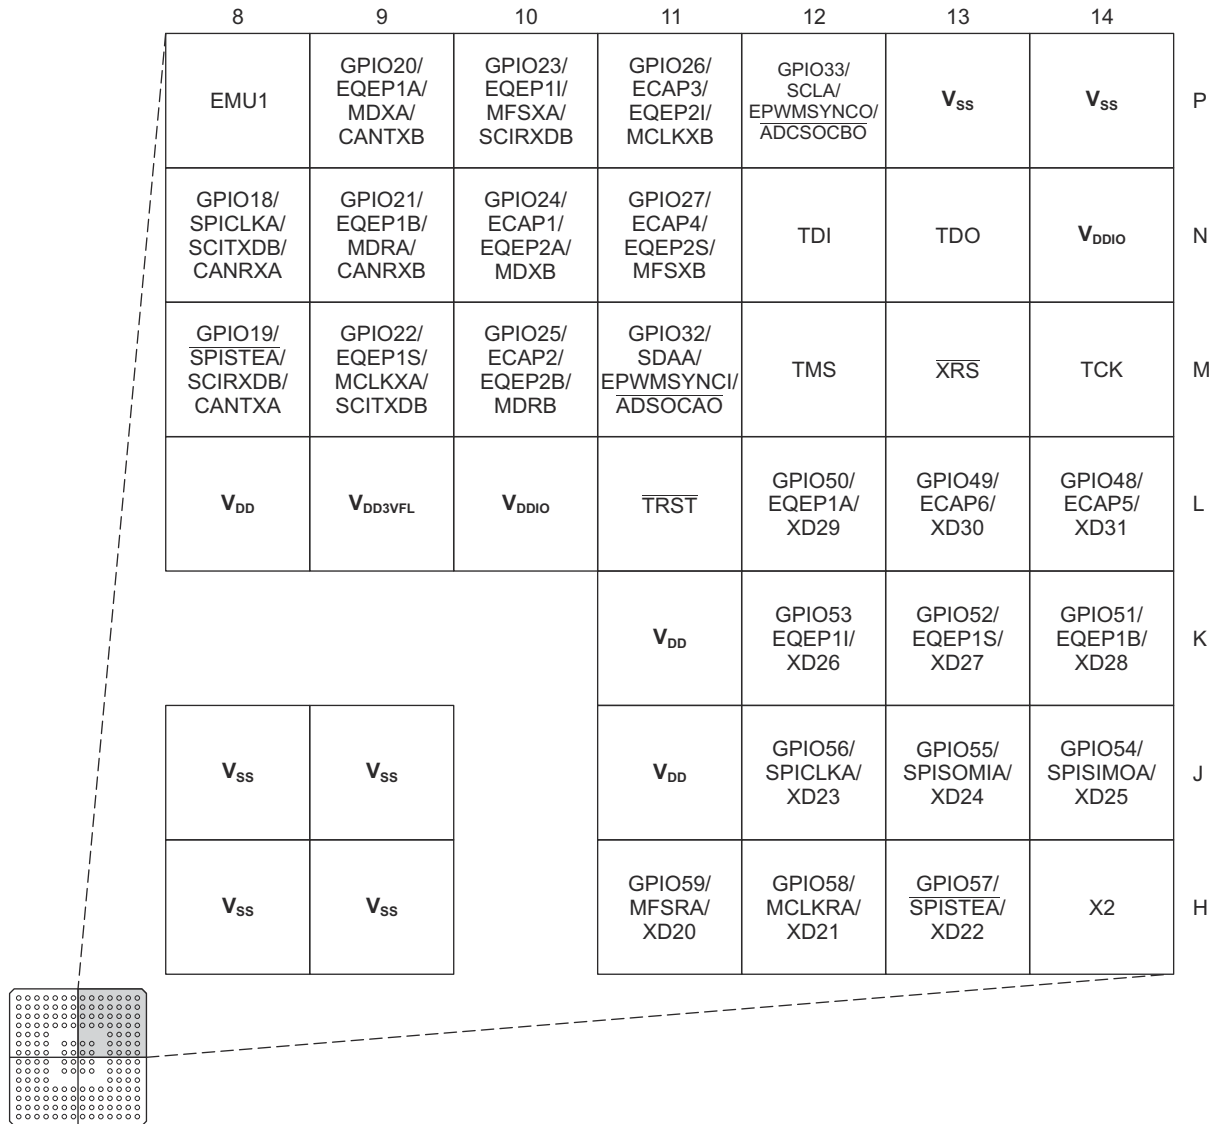 8 9 10 11 12 13 14
EMU1
GPIO20/
EQEP1A/
MDXA/
CANTXB
GPIO23/
EQEP1I/
MFSXA/
SCIRXDB
GPIO26/
ECAP3/
EQEP2I/
MCLKXB
GPIO33/
SCLA/
EPWMSYNCO/
ADCSOCBO
VSS
VSS
P
GPIO18/
SPICLKA/
SCITXDB/
CANRXA
GPIO21/
EQEP1B/
MDRA/
CANRXB
GPIO24/
ECAP1/
EQEP2A/
MDXB
GPIO27/
ECAP4/
EQEP2S/
MFSXB
TDI
TDO
VDDIO
N
GPIO19/
SPISTEA/
SCIRXDB/
CANTXA
GPIO22/
EQEP1S/
MCLKXA/
SCITXDB
GPIO25/
ECAP2/
EQEP2B/
MDRB
GPIO32/
SDAA/
EPWMSYNCI/
ADSOCAO
TMS
XRS
TCK
M
VDD
VDD3VFL
VDDIO
TRST
GPIO50/
EQEP1A/
XD29
GPIO49/
ECAP6/
XD30
GPIO48/
ECAP5/
XD31
L
VDD
GPIO53
EQEP1I/
XD26
GPIO52/
EQEP1S/
XD27
GPIO51/
EQEP1B/
XD28
K
VSS
VSS
VDD
GPIO56/
SPICLKA/
XD23
GPIO55/
SPISOMIA/
XD24
GPIO54/
SPISIMOA/
XD25
J
VSS
VSS
GPIO59/
MFSRA/
XD20
GPIO58/
MCLKRA/
XD21
GPIO57/
SPISTEA/
XD22
X2
H